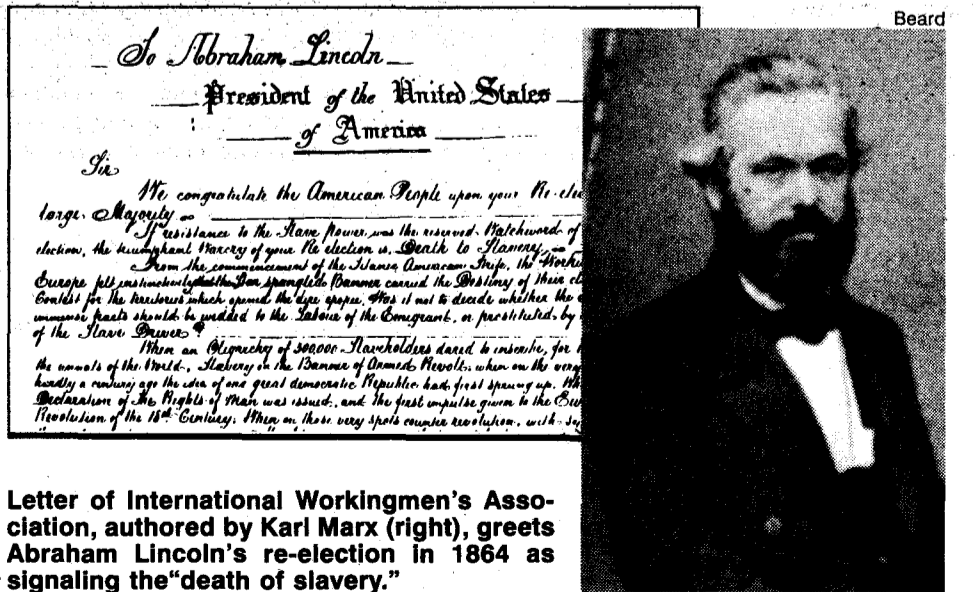 Beard
To Abraham Lincoln
President of the United States
of America
Sir
We congratulate the American People upon your Re-elec
large Majority
If resistance to the Slave Power was the reserved Watchword of
election, the triumphant Warcry of your Re election is, Death to Slavery
From the commencement of the Titanic American Strife, the Worki
Europe felt instinctively that the Star spangled Banner carried the Destiny of their cl
Contest for the territories which opened the dire epopee, Was it not to decide whether the
immense tracts should be wedded to the Labour of the Emigrant, or prostituted by
of the Slave Driver?
When an Oligarchy of 300,000 Slaveholders dared to inscribe, for
the annals of the World, Slavery on the Banner of Armed Revolt, when on the very
hardly a century ago the idea of one great democratic Republic had first sprung up, Wh
Declaration of the Rights of Man was issued, and the first impulse given to the Eur
Revolution of the 18th Century; When on those very spots counter revolution, with
Letter of International Workingmen's Asso-
ciation, authored by Karl Marx (right), greets
Abraham Lincoln's re-election in 1864 as
signaling the"death of slavery."